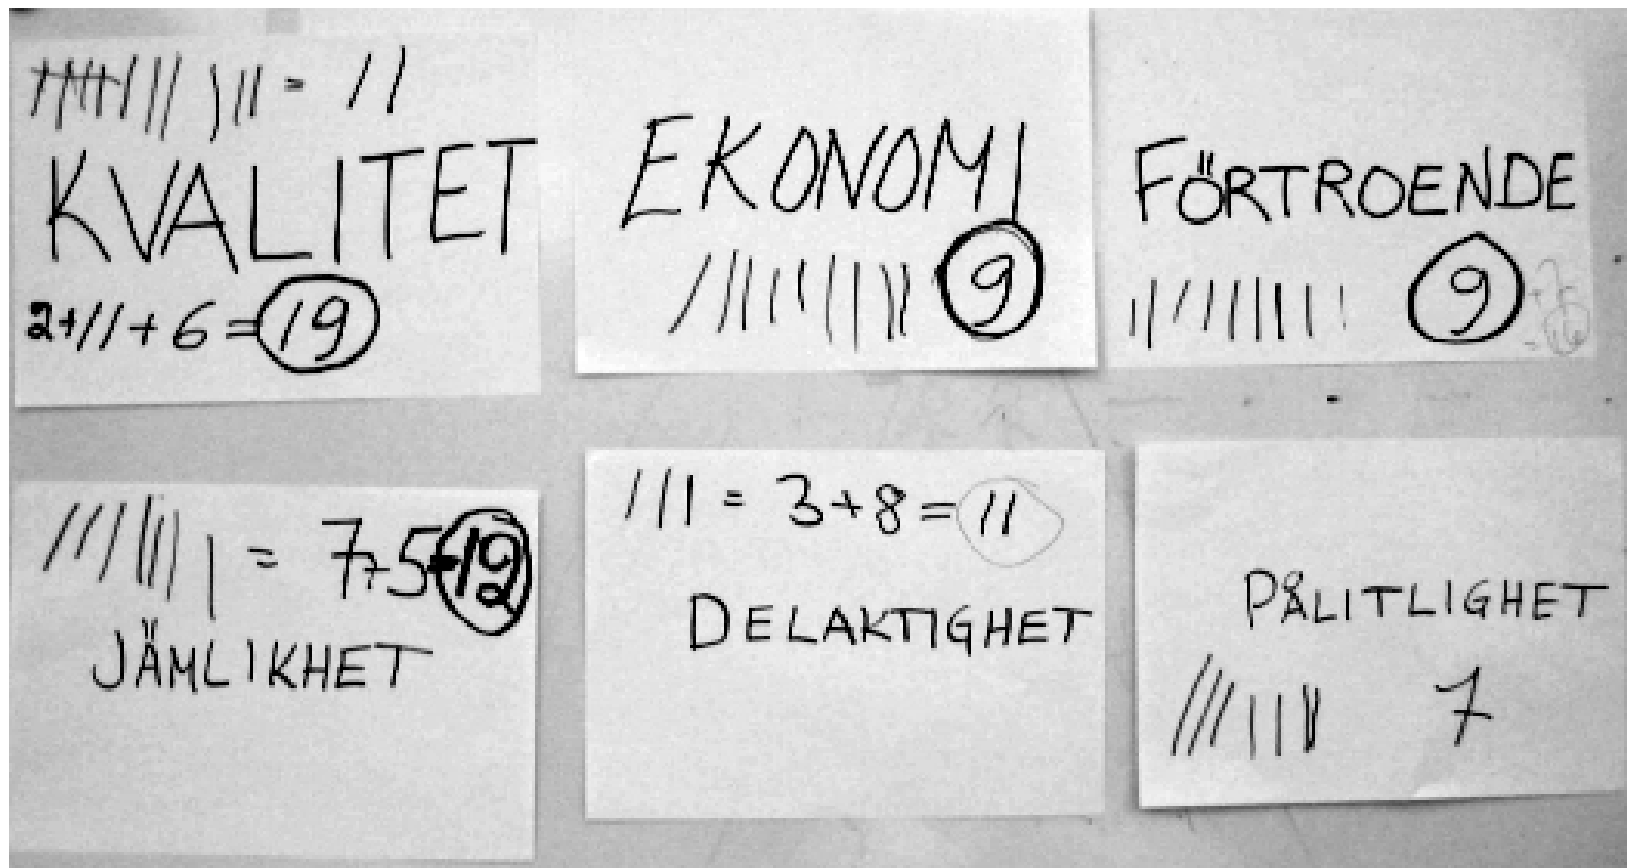 = 11
KVALITET
2+11+6=19
EKONOMI
9
FÖRTROENDE
9
= 7+5=12
JÄMLIKHET
= 3+8=11
DELAKTIGHET
PÅLITLIGHET
7